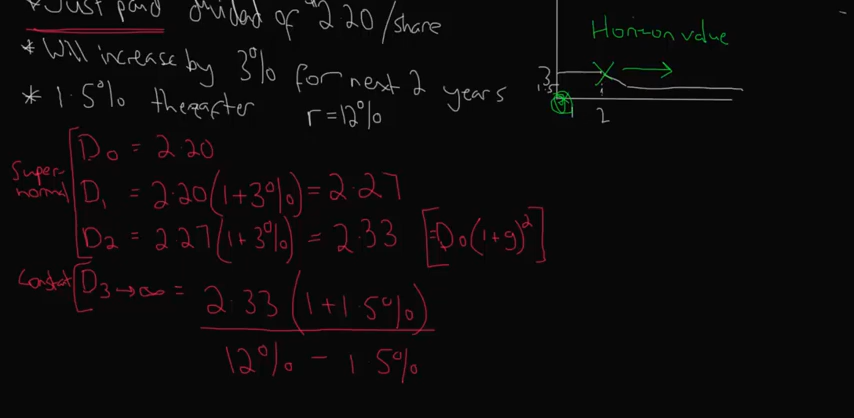 * Just paid dividend of $2.20/share
* Will increase by 3% for next 2 years
* 1.5% thereafter r=12%
Horizon value
3
1.5
1
2
Super-
normal
D₀ = 2.20
D₁ = 2.20(1+3%) = 2.27
D₂ = 2.27(1+3%) = 2.33 [=D₀(1+g)²]
Constant
D₃→∞ = 2.33(1+1.5%)
12% - 1.5%